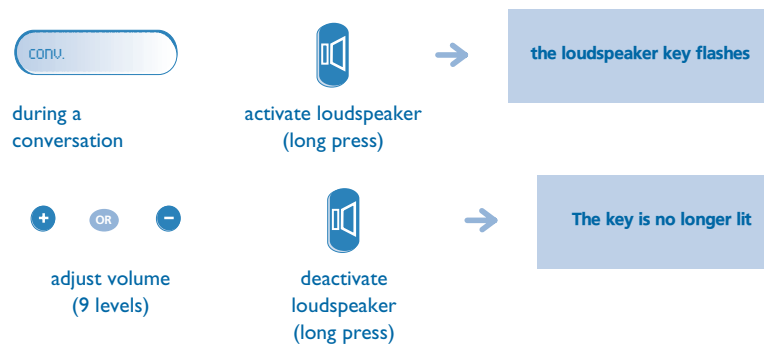 conv.
the loudspeaker key flashes
during a
conversation
activate loudspeaker
(long press)
+
OR
-
The key is no longer lit
adjust volume
(9 levels)
deactivate
loudspeaker
(long press)